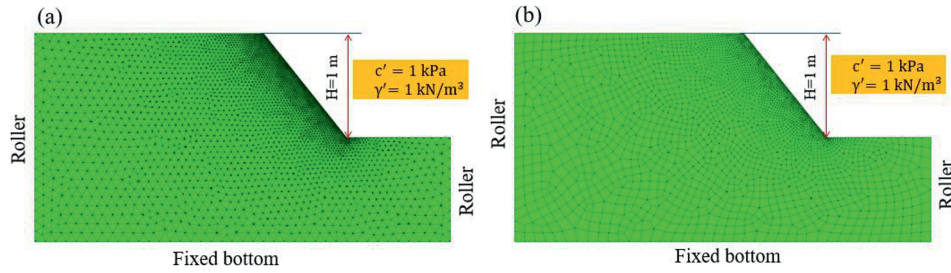 (a)
H=1 m
c′ = 1 kPa
γ′= 1 kN/m³
Roller
Roller
Fixed bottom
(b)
H=1 m
c′ = 1 kPa
γ′= 1 kN/m³
Roller
Roller
Fixed bottom